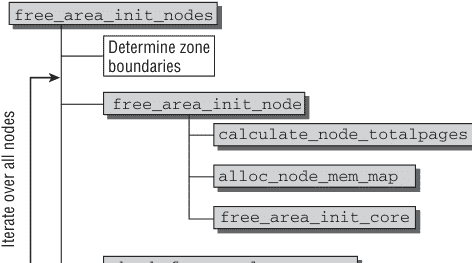 free_area_init_nodes
Determine zone
boundaries
free_area_init_node
calculate_node_totalpages
alloc_node_mem_map
free_area_init_core
Iterate over all nodes